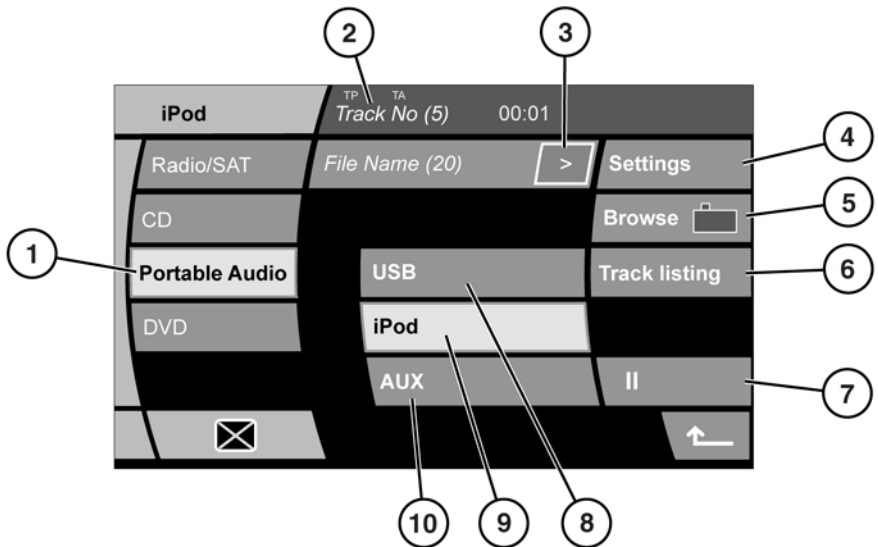 2
3
TP TA
iPod
Track No (5) 00:01
4
Radio/SAT
File Name (20)
>
Settings
5
CD
Browse
1
6
Portable Audio
USB
Track listing
DVD
iPod
AUX
II
7
10
9
8